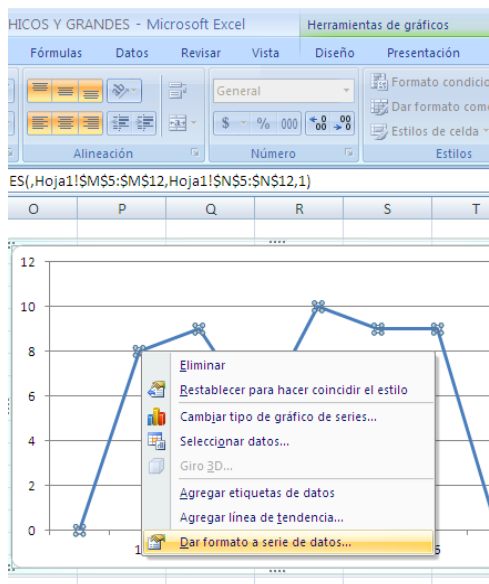 HICOS Y GRANDES - Microsoft Excel
Herramientas de gráficos
Fórmulas Datos Revisar Vista Diseño Presentación
General
Formato condicio
$ % 000
Dar formato com
Estilos de celda
Alineación Número Estilos
ES(,Hoja1!$M$5:$M$12,Hoja1!$N$5:$N$12,1)
O P Q R S T
12
10
8
6
4
2
0
1
Eliminar
Restablecer para hacer coincidir el estilo
Cambiar tipo de gráfico de series...
Seleccionar datos...
Giro 3D...
Agregar etiquetas de datos
Agregar línea de tendencia...
Dar formato a serie de datos...